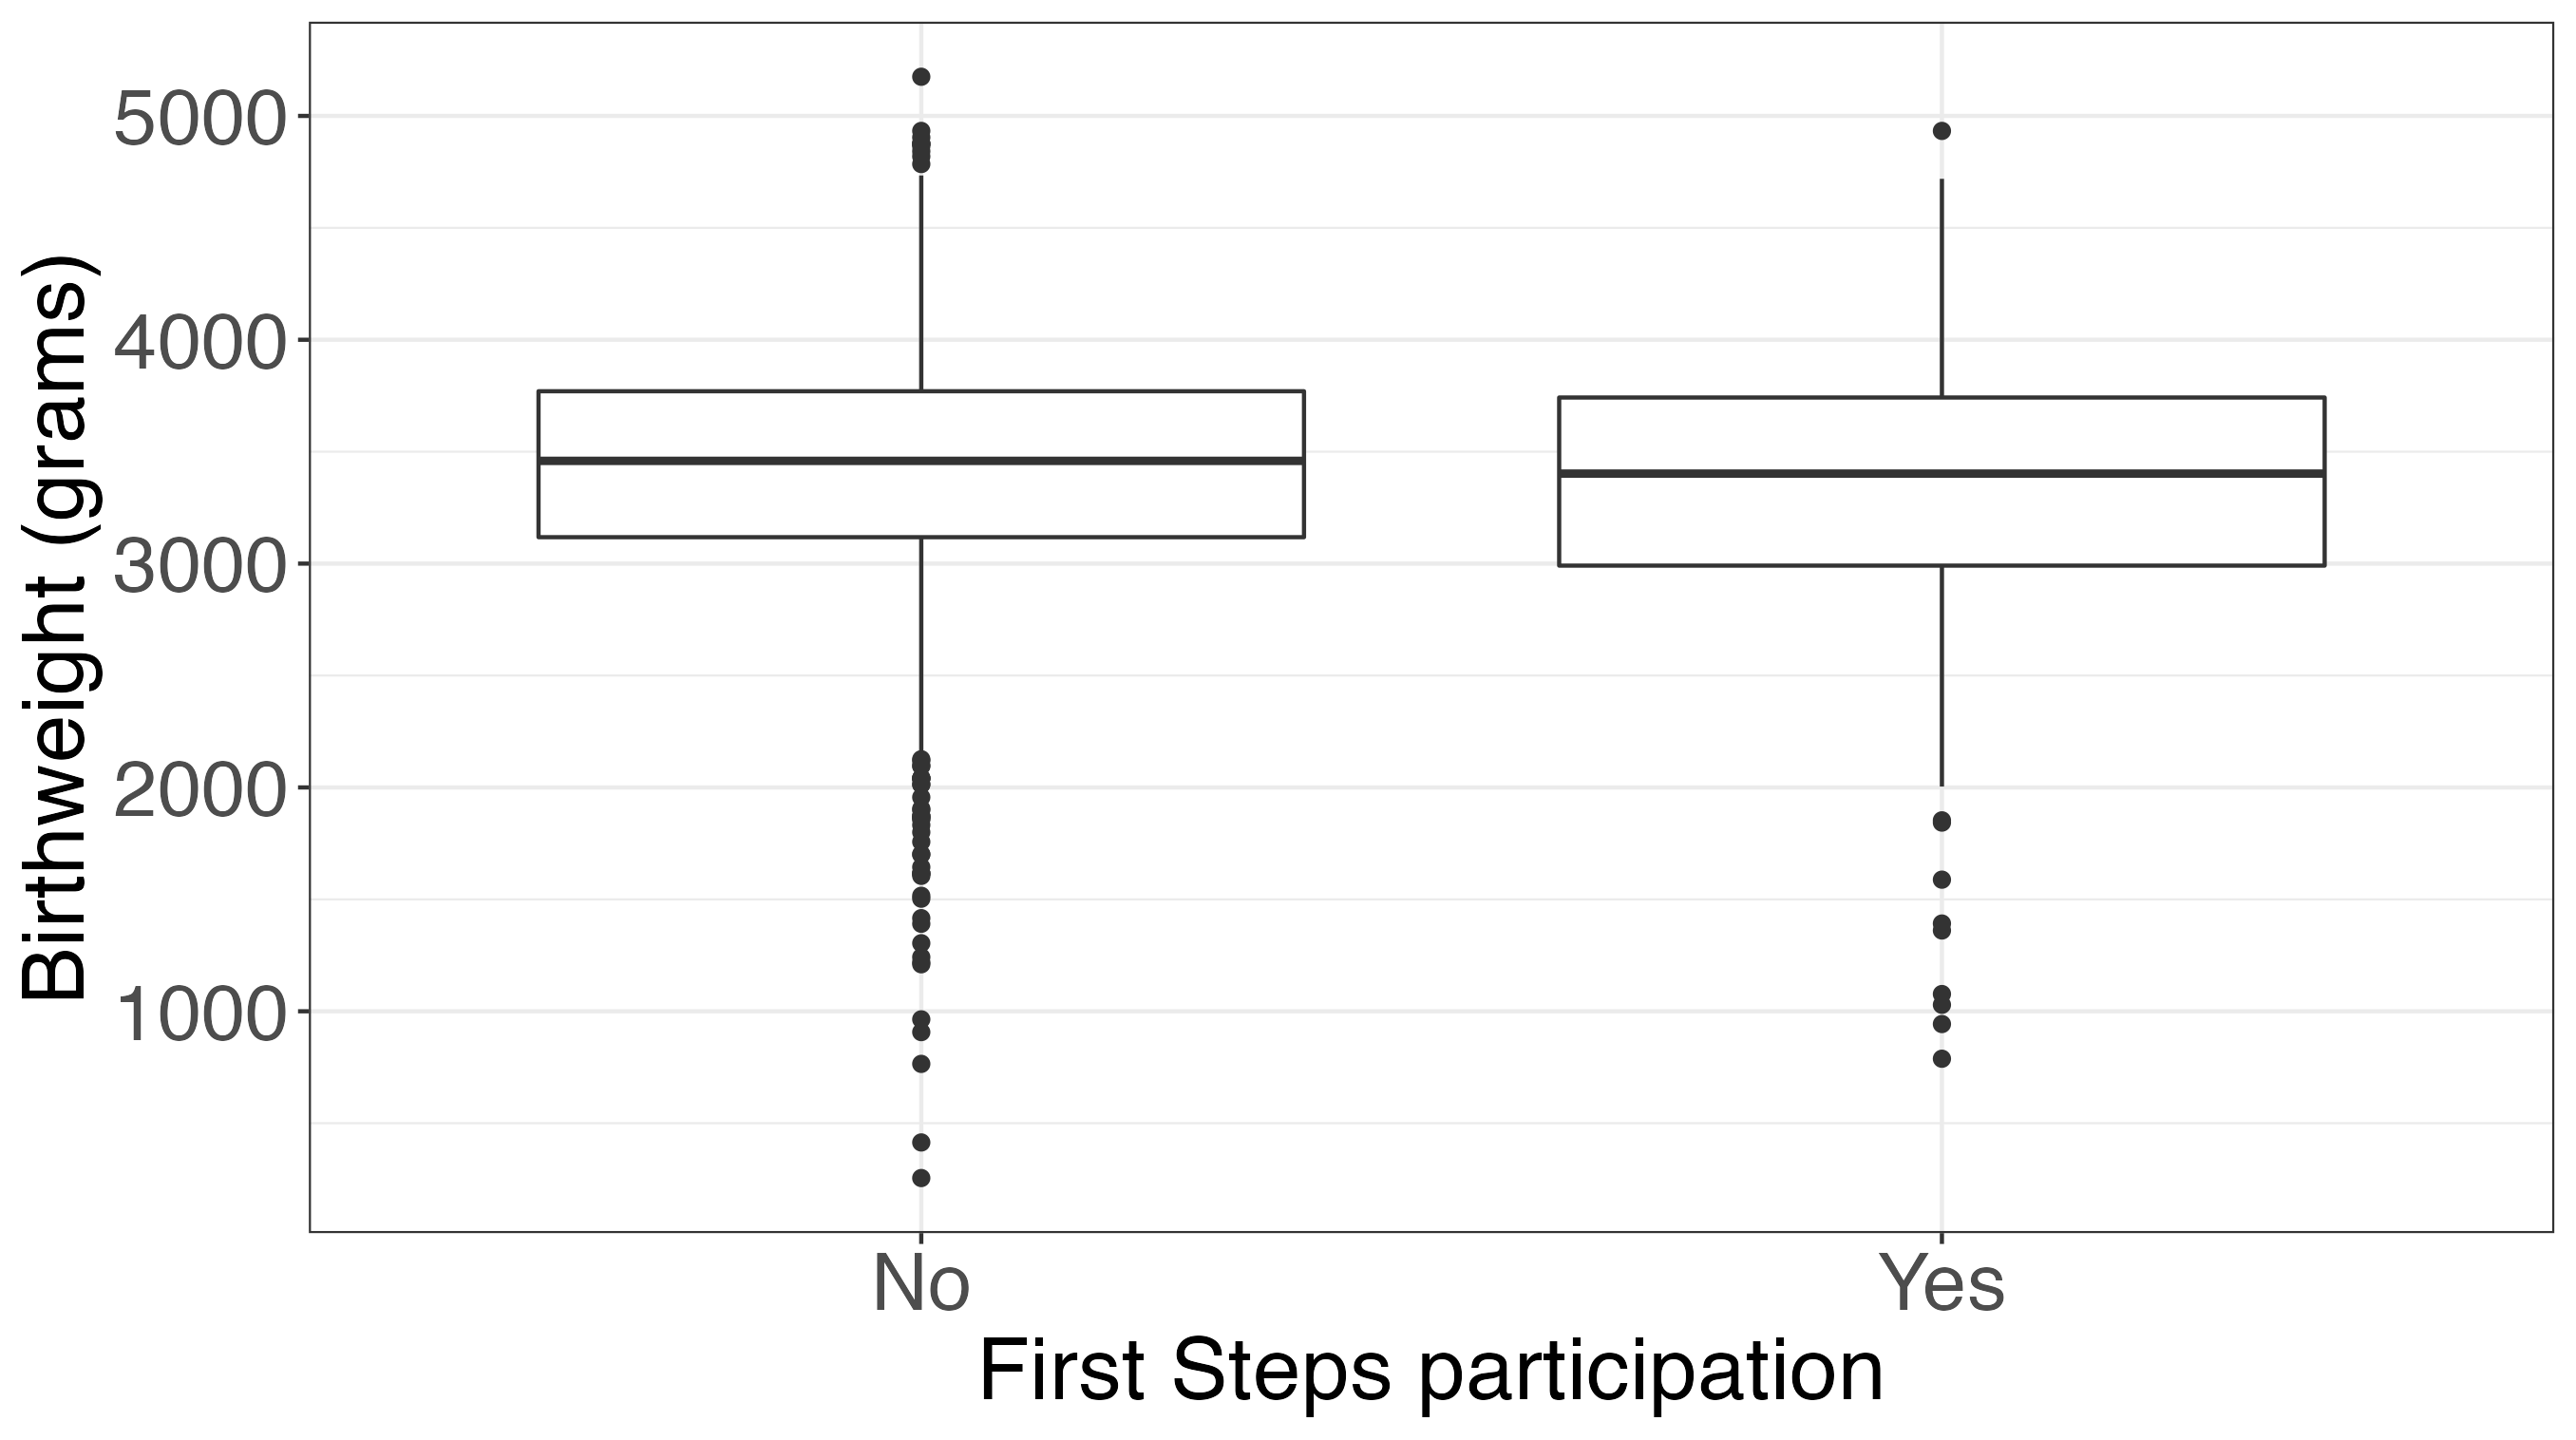 Birthweight (grams)
5000
4000
3000
2000
1000
No
Yes
First Steps participation